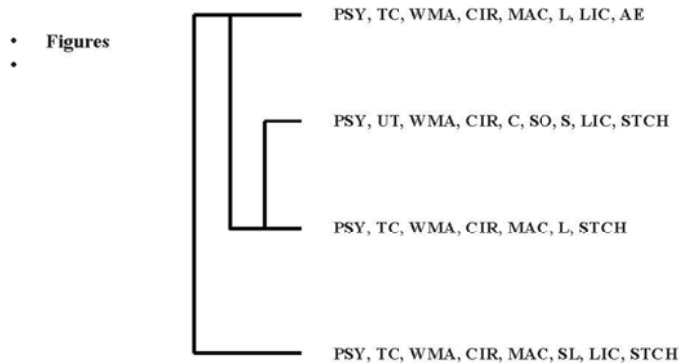 PSY, TC, WMA, CIR, MAC, L, LIC, AE
• Figures
•
PSY, UT, WMA, CIR, C, SO, S, LIC, STCH
PSY, TC, WMA, CIR, MAC, L, STCH
PSY, TC, WMA, CIR, MAC, SL, LIC, STCH